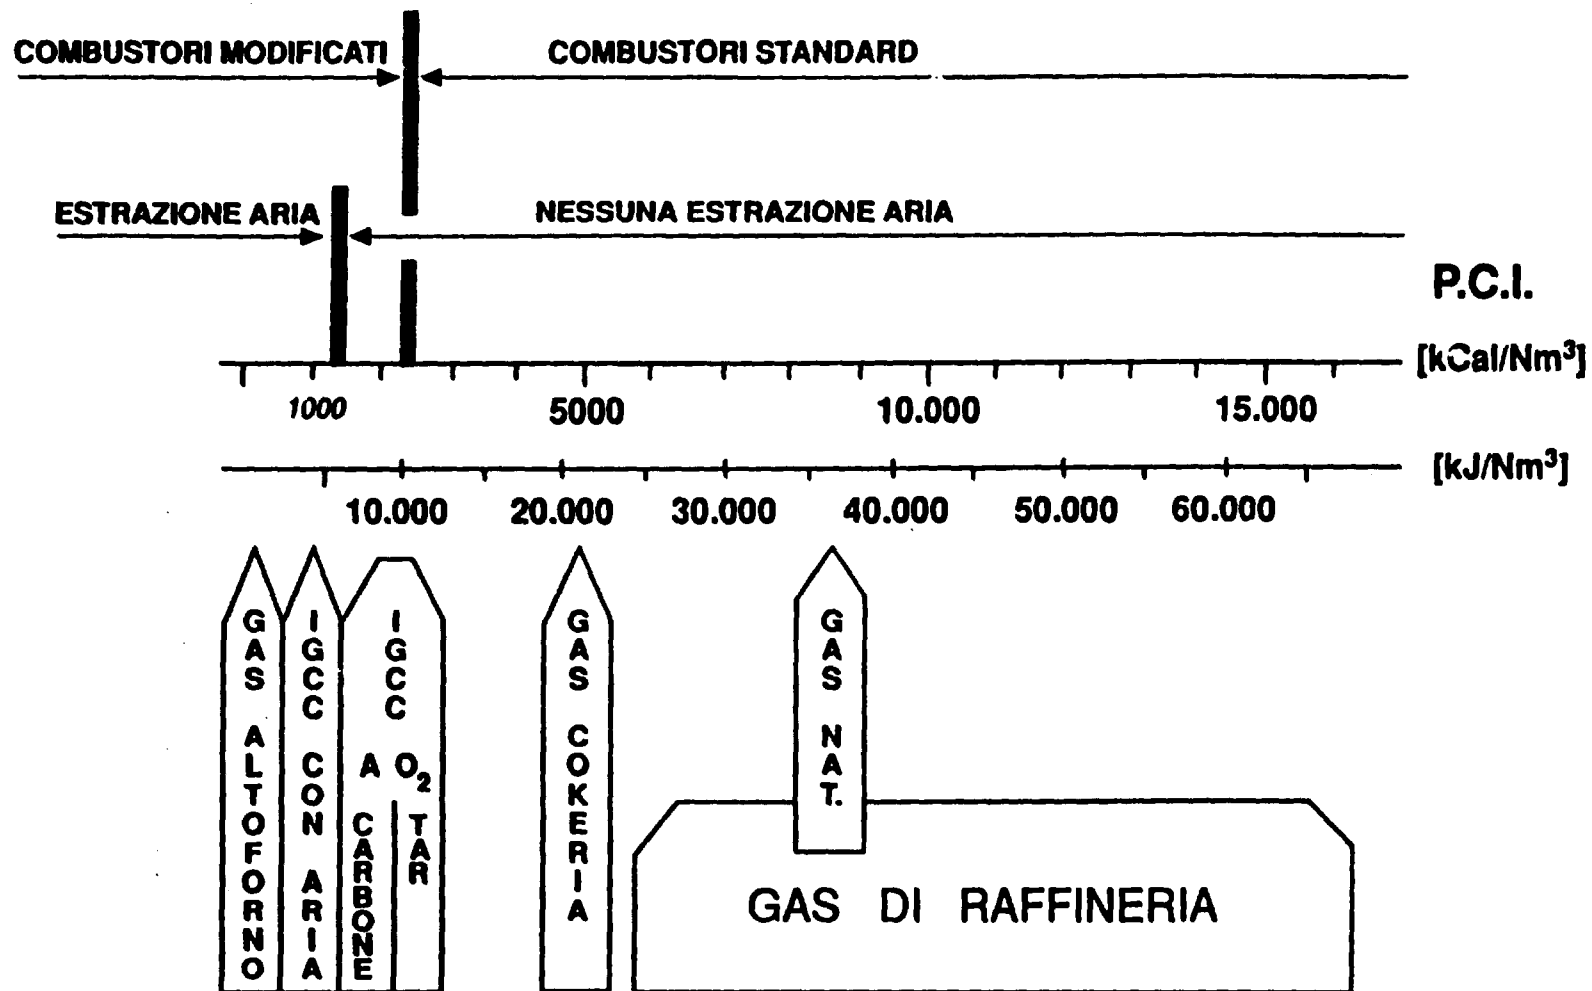 COMBUSTORI MODIFICATI
COMBUSTORI STANDARD
ESTRAZIONE ARIA
NESSUNA ESTRAZIONE ARIA
P.C.I.
[kCal/Nm³]
1000 5000 10.000 15.000
[kJ/Nm³]
10.000 20.000 30.000 40.000 50.000 60.000
GAS ALTOFORNO
IGCC CON ARIA
IGCC
A O₂
CARBONE
TAR
GAS COKERIA
GAS NAT.
GAS DI RAFFINERIA